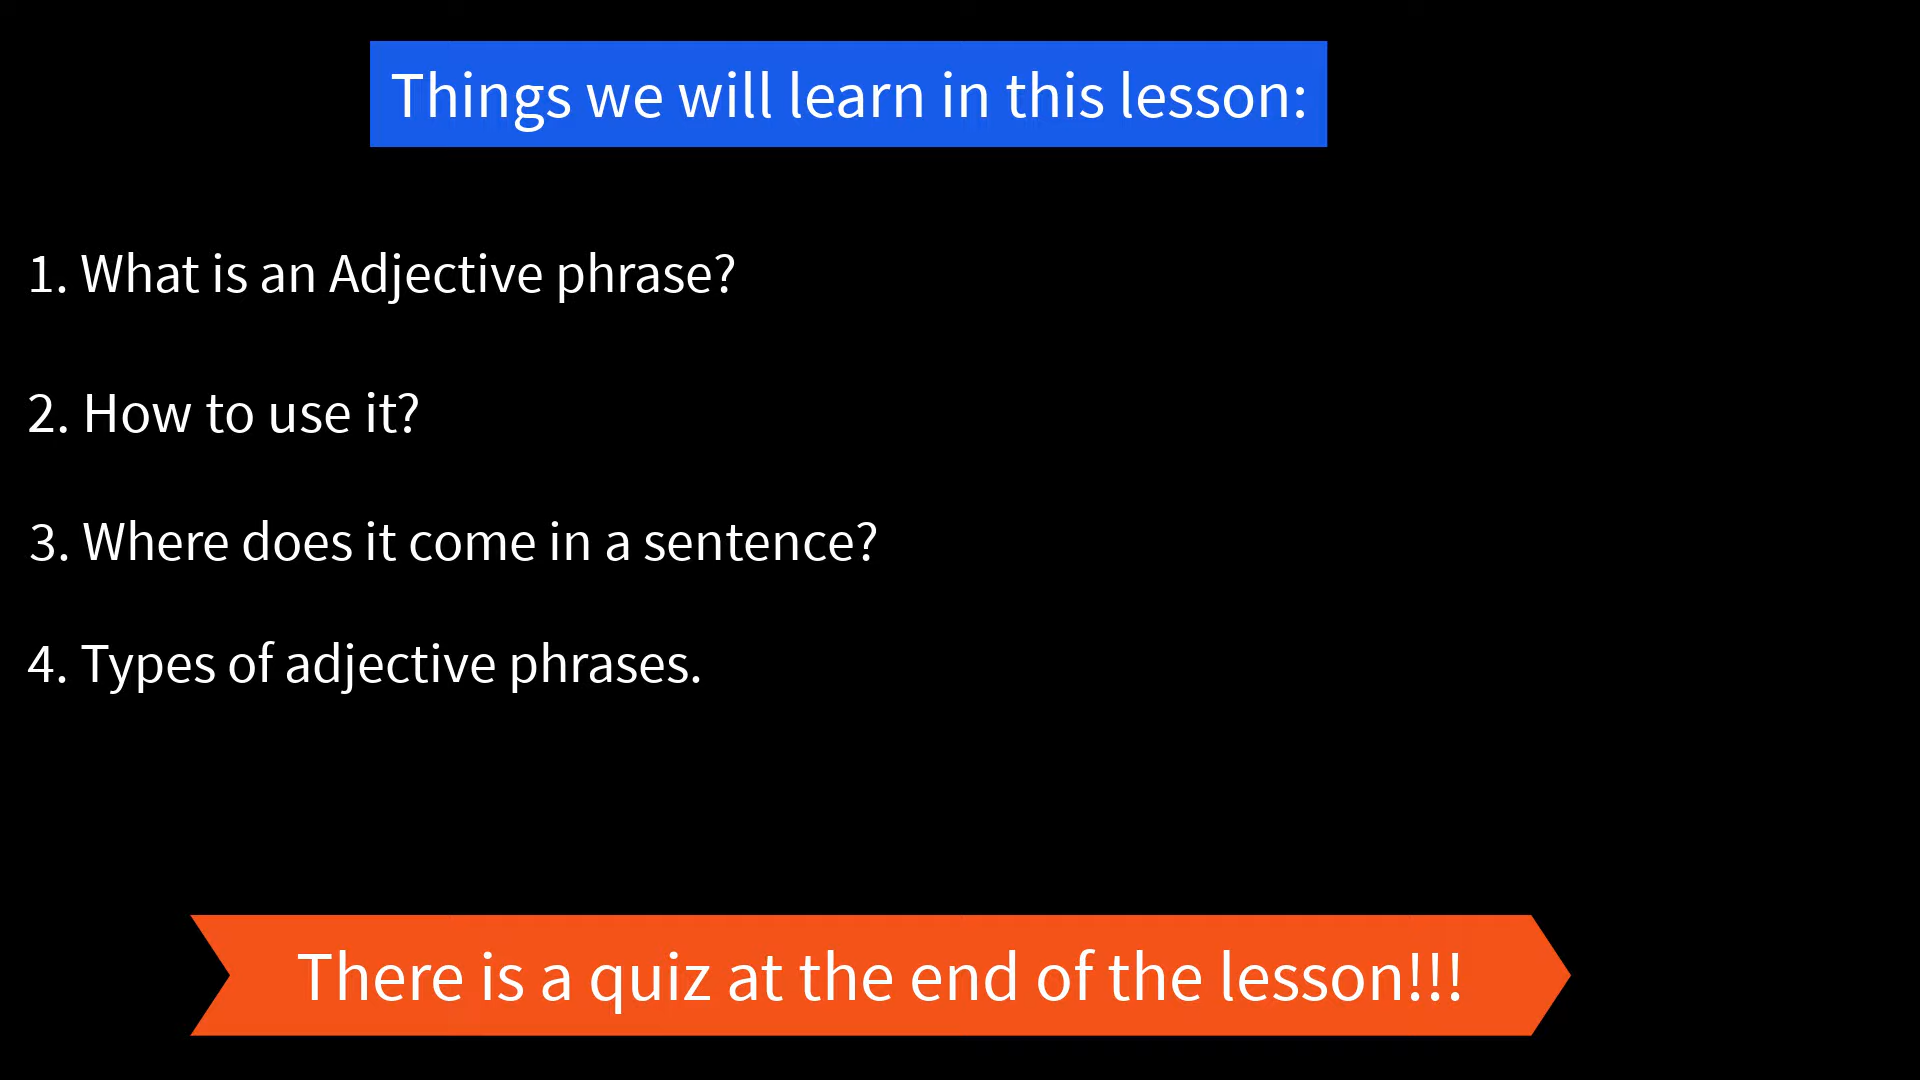 Things we will learn in this lesson:
1. What is an Adjective phrase?
2. How to use it?
3. Where does it come in a sentence?
4. Types of adjective phrases.
There is a quiz at the end of the lesson!!!